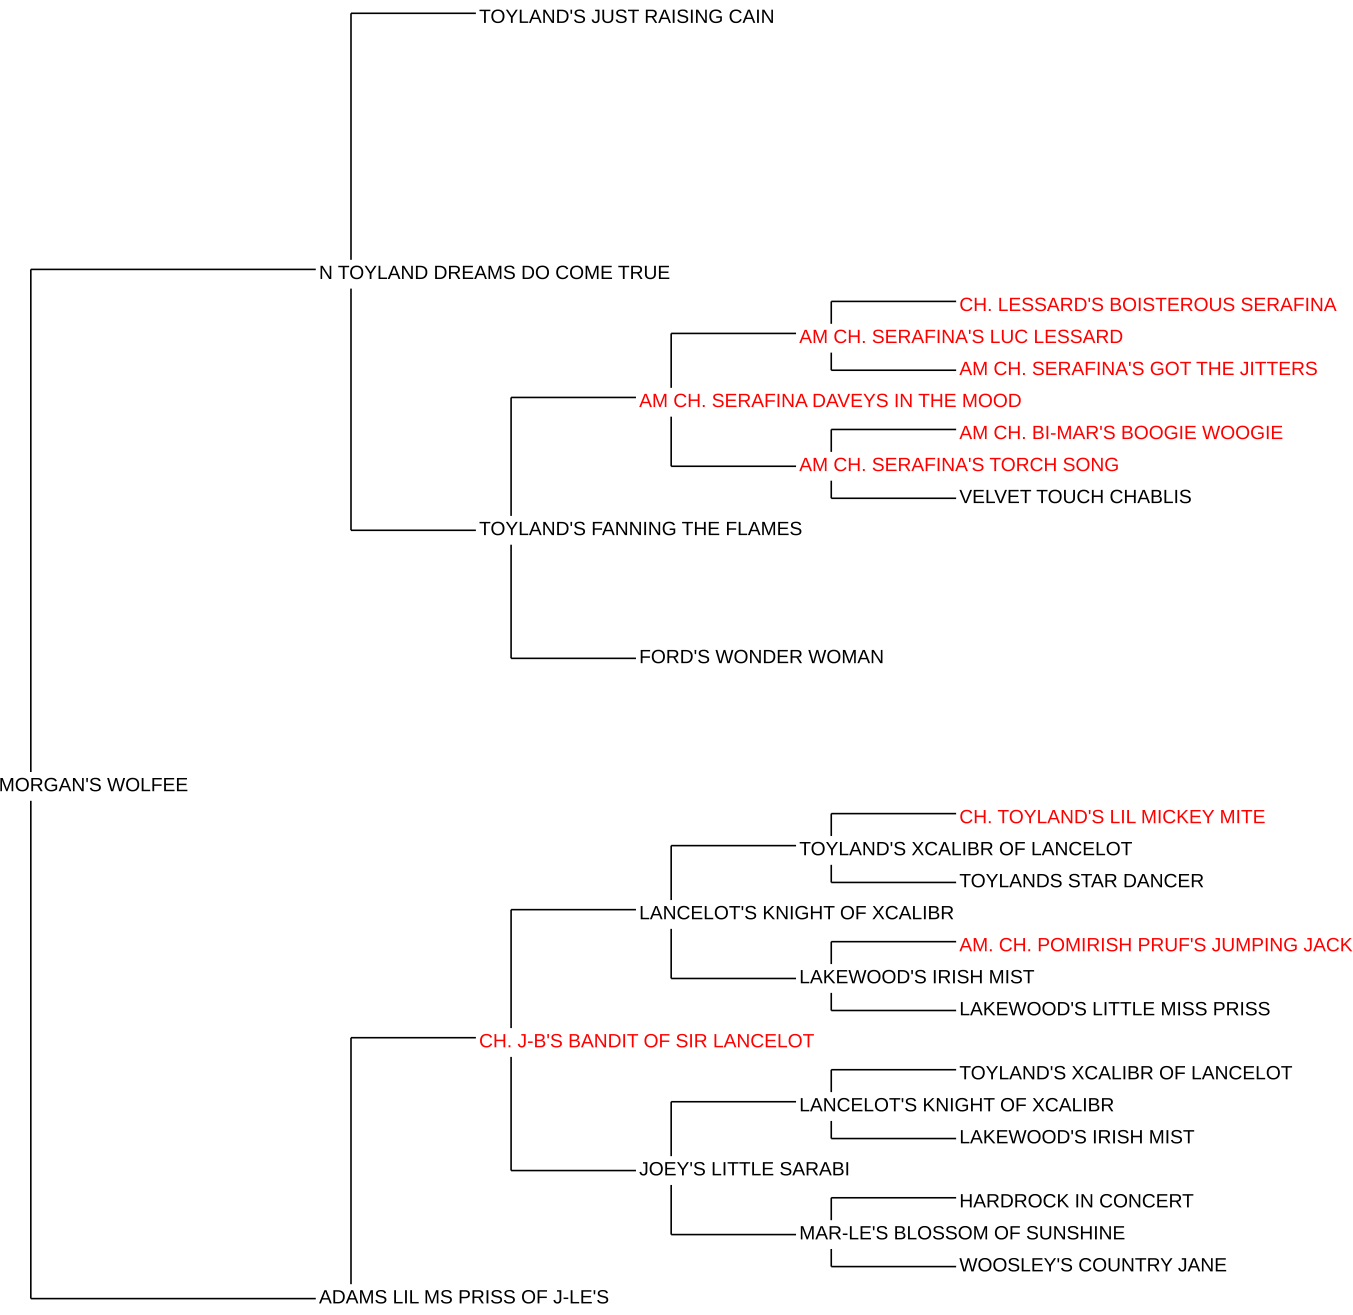 TOYLAND'S JUST RAISING CAIN
N TOYLAND DREAMS DO COME TRUE
CH. LESSARD'S BOISTEROUS SERAFINA
AM CH. SERAFINA'S LUC LESSARD
AM CH. SERAFINA'S GOT THE JITTERS
AM CH. SERAFINA DAVEYS IN THE MOOD
AM CH. BI-MAR'S BOOGIE WOOGIE
AM CH. SERAFINA'S TORCH SONG
VELVET TOUCH CHABLIS
TOYLAND'S FANNING THE FLAMES
FORD'S WONDER WOMAN
MORGAN'S WOLFEE
CH. TOYLAND'S LIL MICKEY MITE
TOYLAND'S XCALIBR OF LANCELOT
TOYLANDS STAR DANCER
LANCELOT'S KNIGHT OF XCALIBR
AM. CH. POMIRISH PRUF'S JUMPING JACK
LAKEWOOD'S IRISH MIST
LAKEWOOD'S LITTLE MISS PRISS
CH. J-B'S BANDIT OF SIR LANCELOT
TOYLAND'S XCALIBR OF LANCELOT
LANCELOT'S KNIGHT OF XCALIBR
LAKEWOOD'S IRISH MIST
JOEY'S LITTLE SARABI
HARDROCK IN CONCERT
MAR-LE'S BLOSSOM OF SUNSHINE
WOOSLEY'S COUNTRY JANE
ADAMS LIL MS PRISS OF J-LE'S